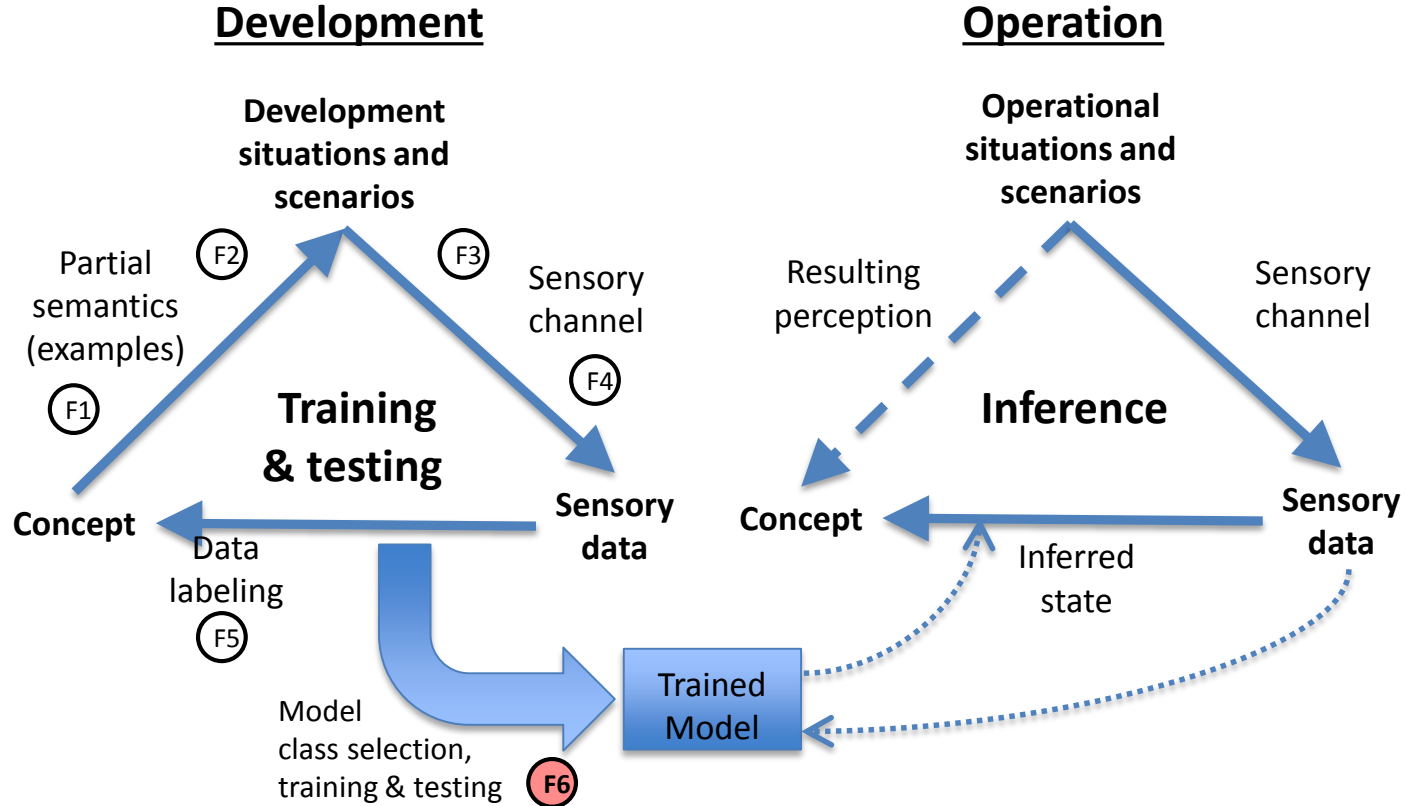 Development
Operation
Development
situations and
scenarios
Operational
situations and
scenarios
F2
F3
Partial
semantics
(examples)
Sensory
channel
Resulting
perception
Sensory
channel
F1
F4
Training
& testing
Inference
Concept
Sensory
data
Concept
Sensory
data
Data
labeling
F5
Inferred
state
Trained
Model
Model
class selection,
training & testing
F6